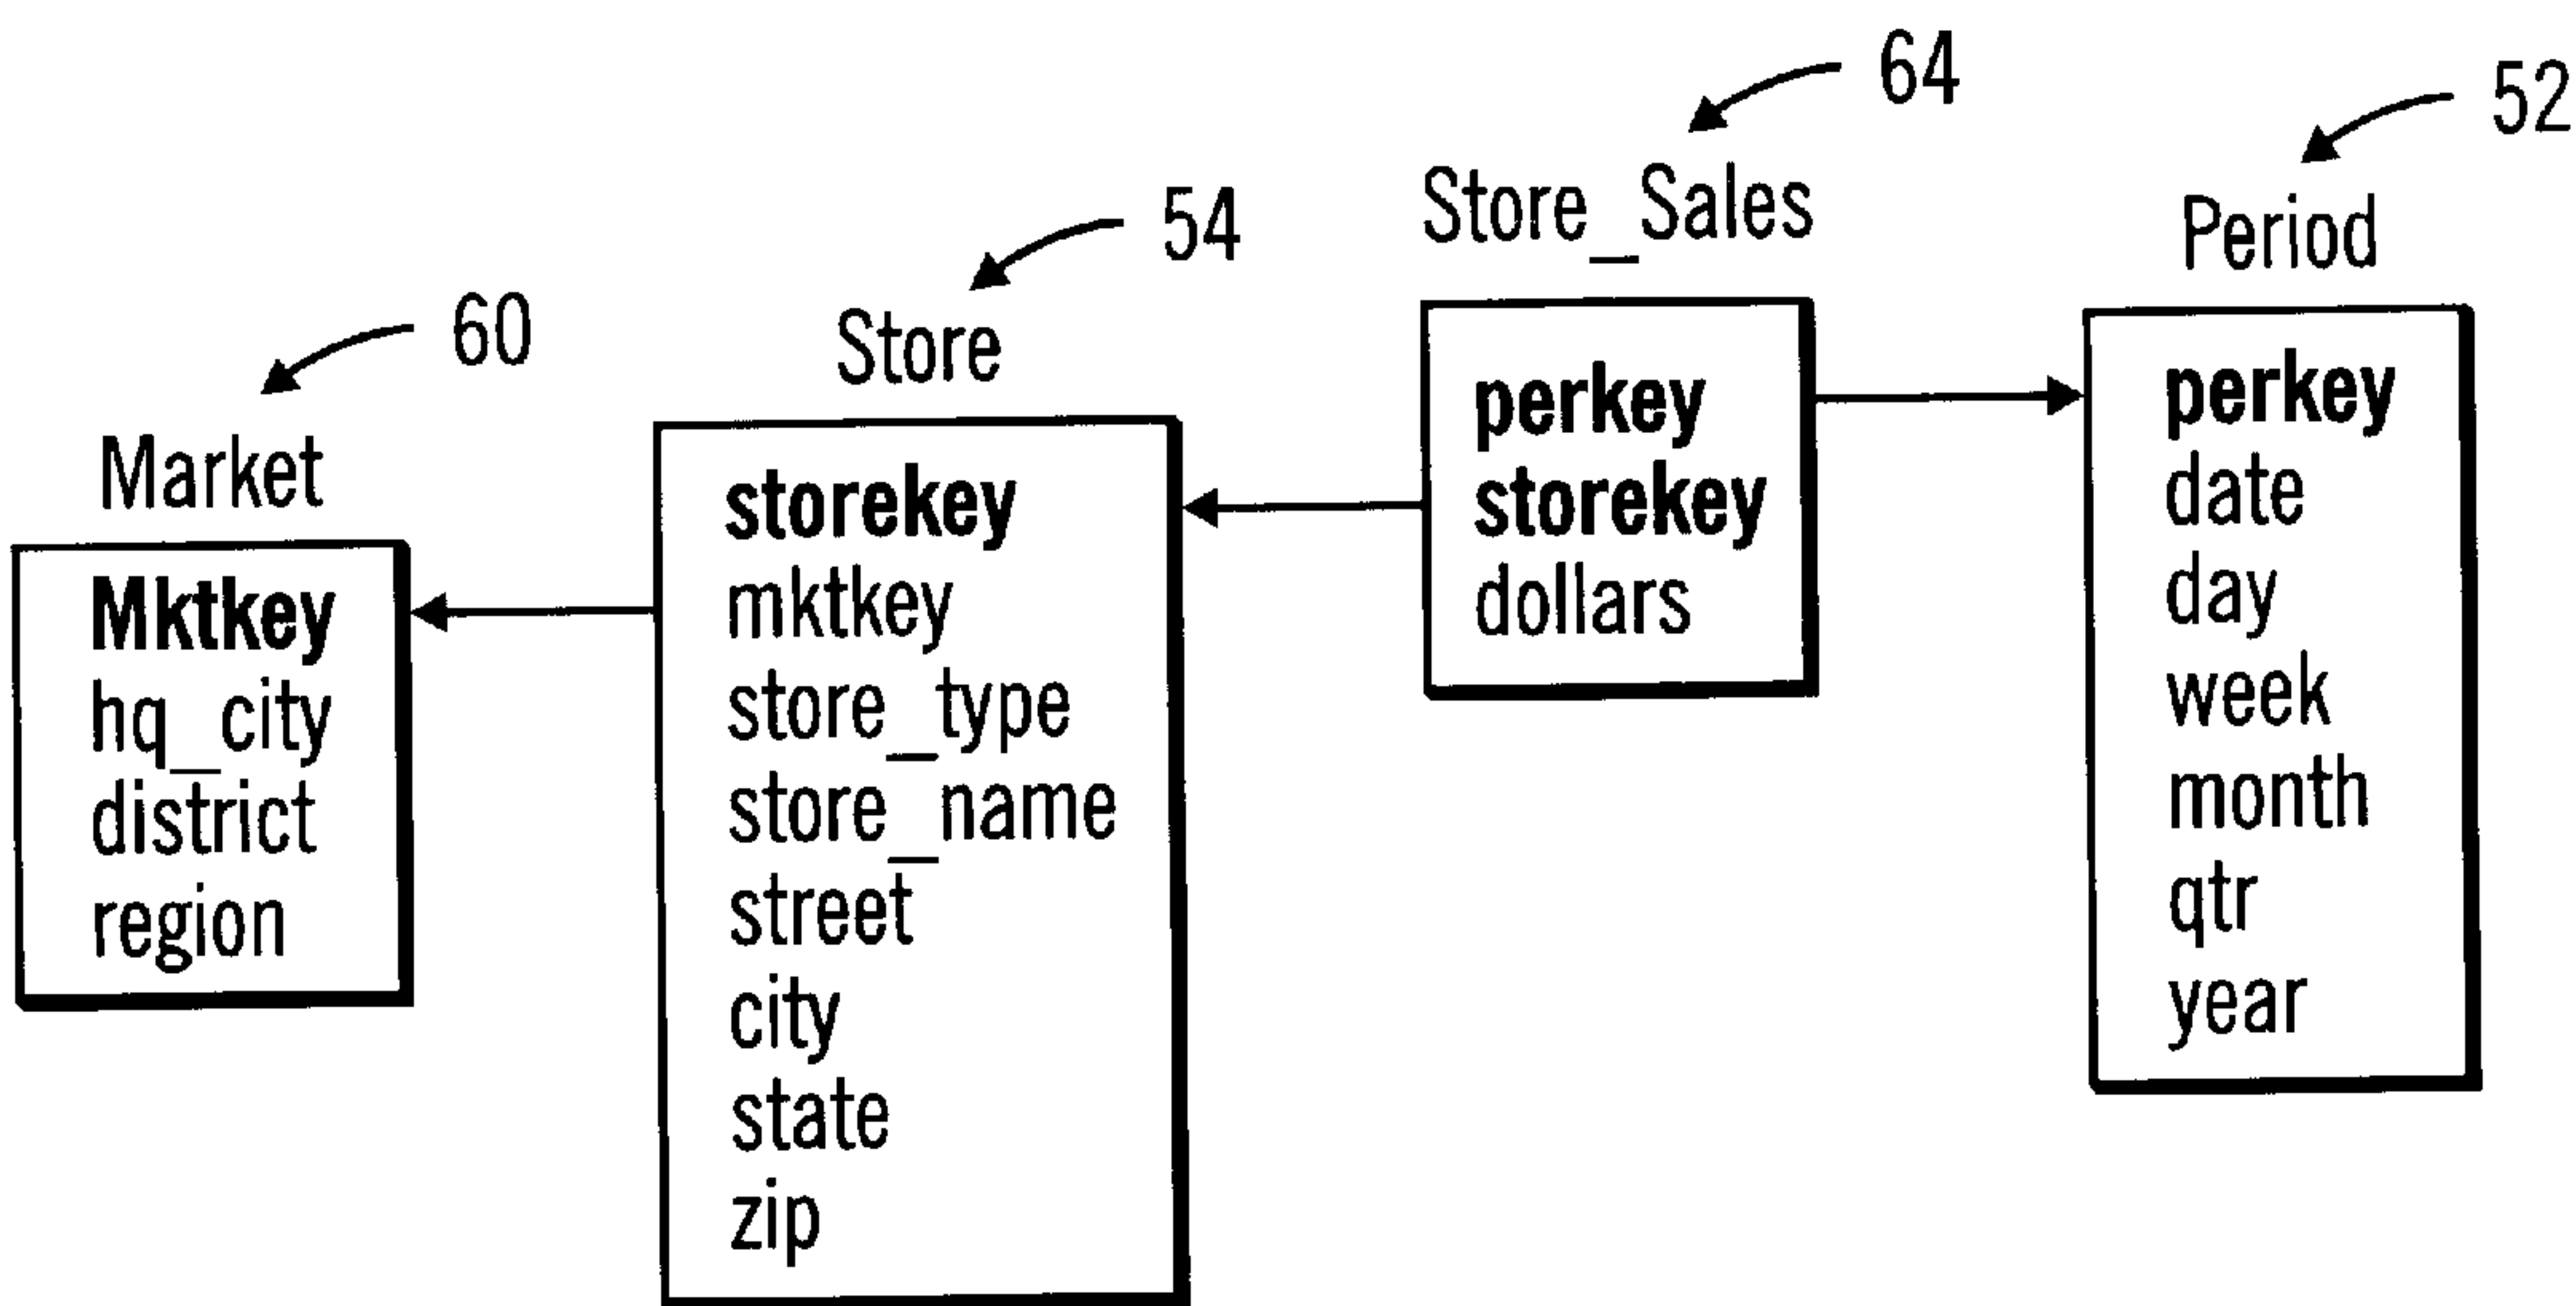 60
Market
Mktkey
hq_city
district
region
54
Store
storekey
mktkey
store_type
store_name
street
city
state
zip
64
Store_Sales
perkey
storekey
dollars
52
Period
perkey
date
day
week
month
qtr
year